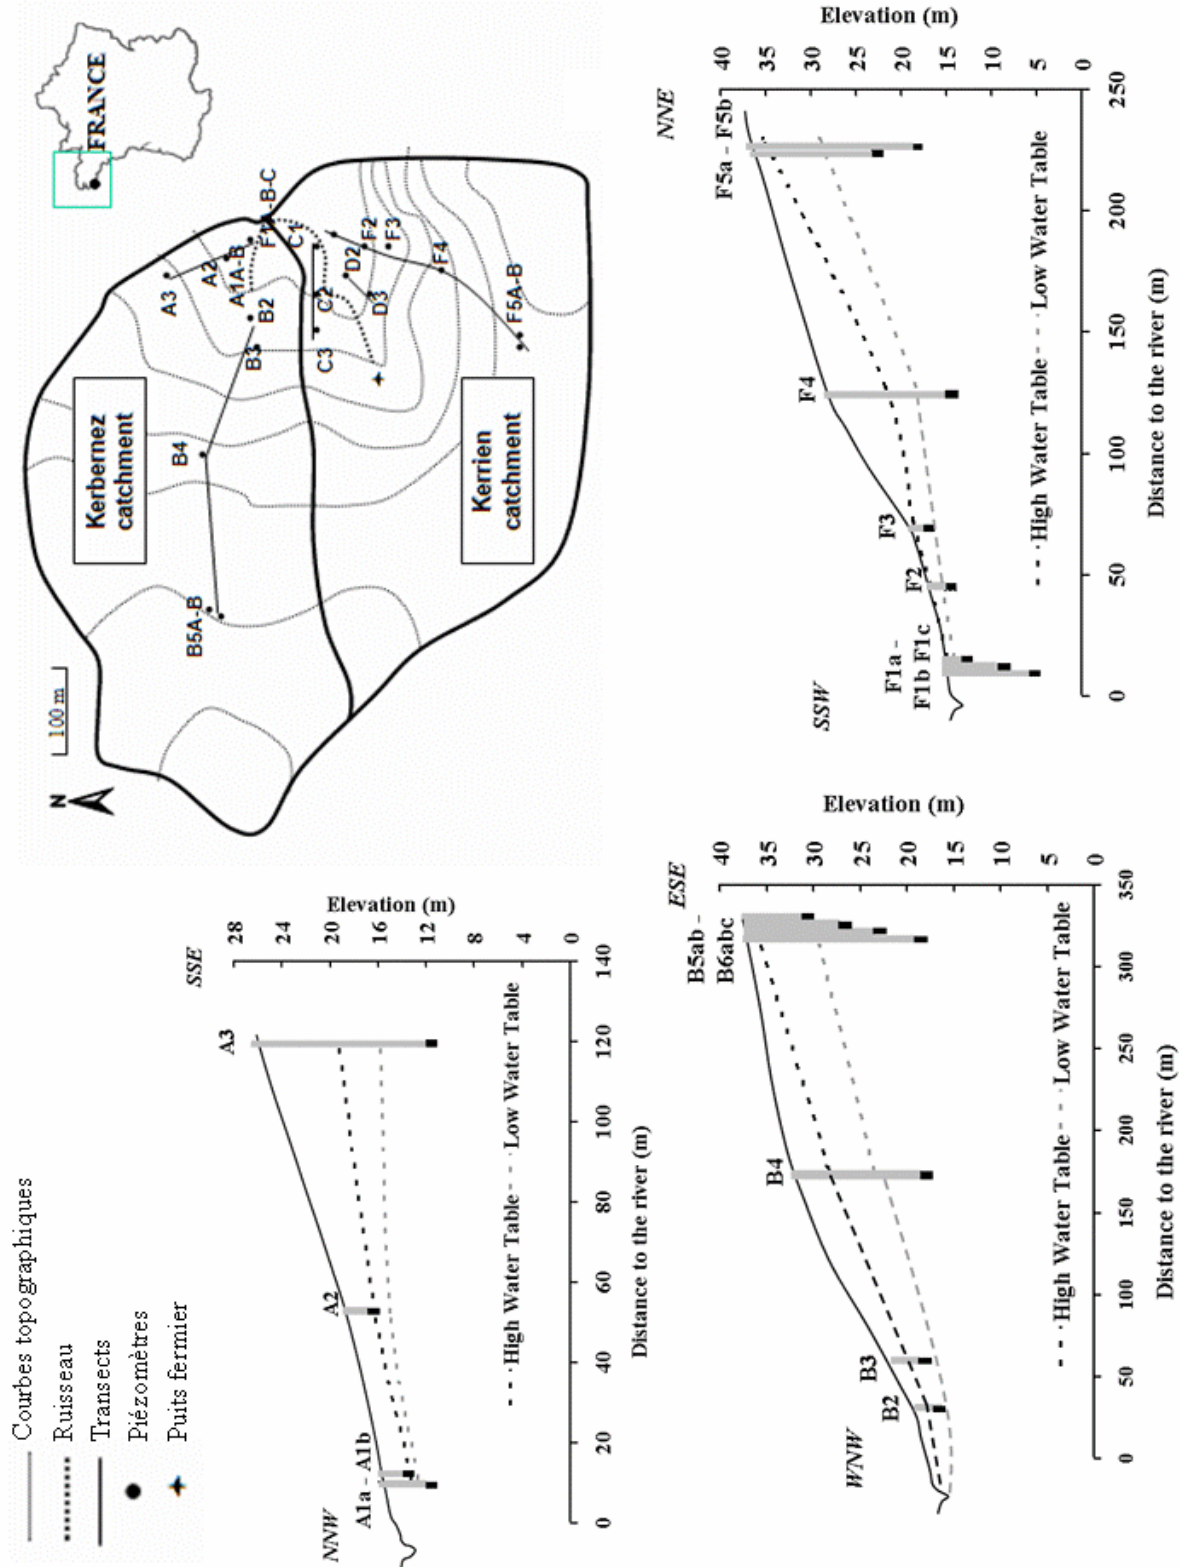 Courbes topographiques
Ruisseau
Transects
Piézomètres
Puits fermier
N
100 m
FRANCE
Kerbernez
catchment
Kerrien
catchment
A3
A2
A1A-B
B2
B3
B4
B5A-B
C1
C2
C3
D2
D3
F2
F3
F4
F5A-B
NNW
SSE
A1a - A1b
A2
A3
Elevation (m)
28 24 20 16 12 8 4 0
0 20 40 60 80 100 120 140
High Water Table
Low Water Table
Distance to the river (m)
WNW
ESE
B2
B3
B4
B5ab -
B6abc
Elevation (m)
40 35 30 25 20 15 10 5 0
0 50 100 150 200 250 300 350
High Water Table
Low Water Table
Distance to the river (m)
SSW
NNE
F1a -
F1b F1c
F2
F3
F4
F5a - F5b
Elevation (m)
40 35 30 25 20 15 10 5 0
0 50 100 150 200 250
High Water Table
Low Water Table
Distance to the river (m)